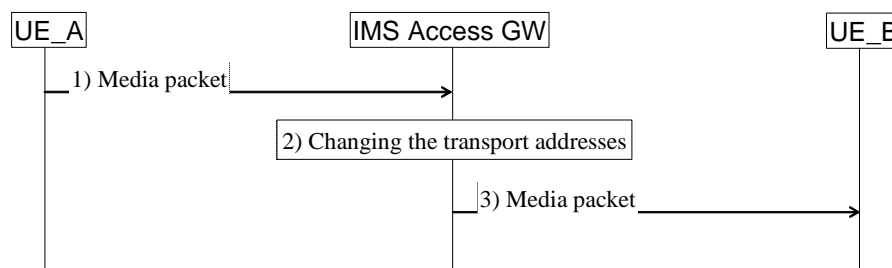 UE_A
IMS Access GW
UE_B
1) Media packet
2) Changing the transport addresses
3) Media packet